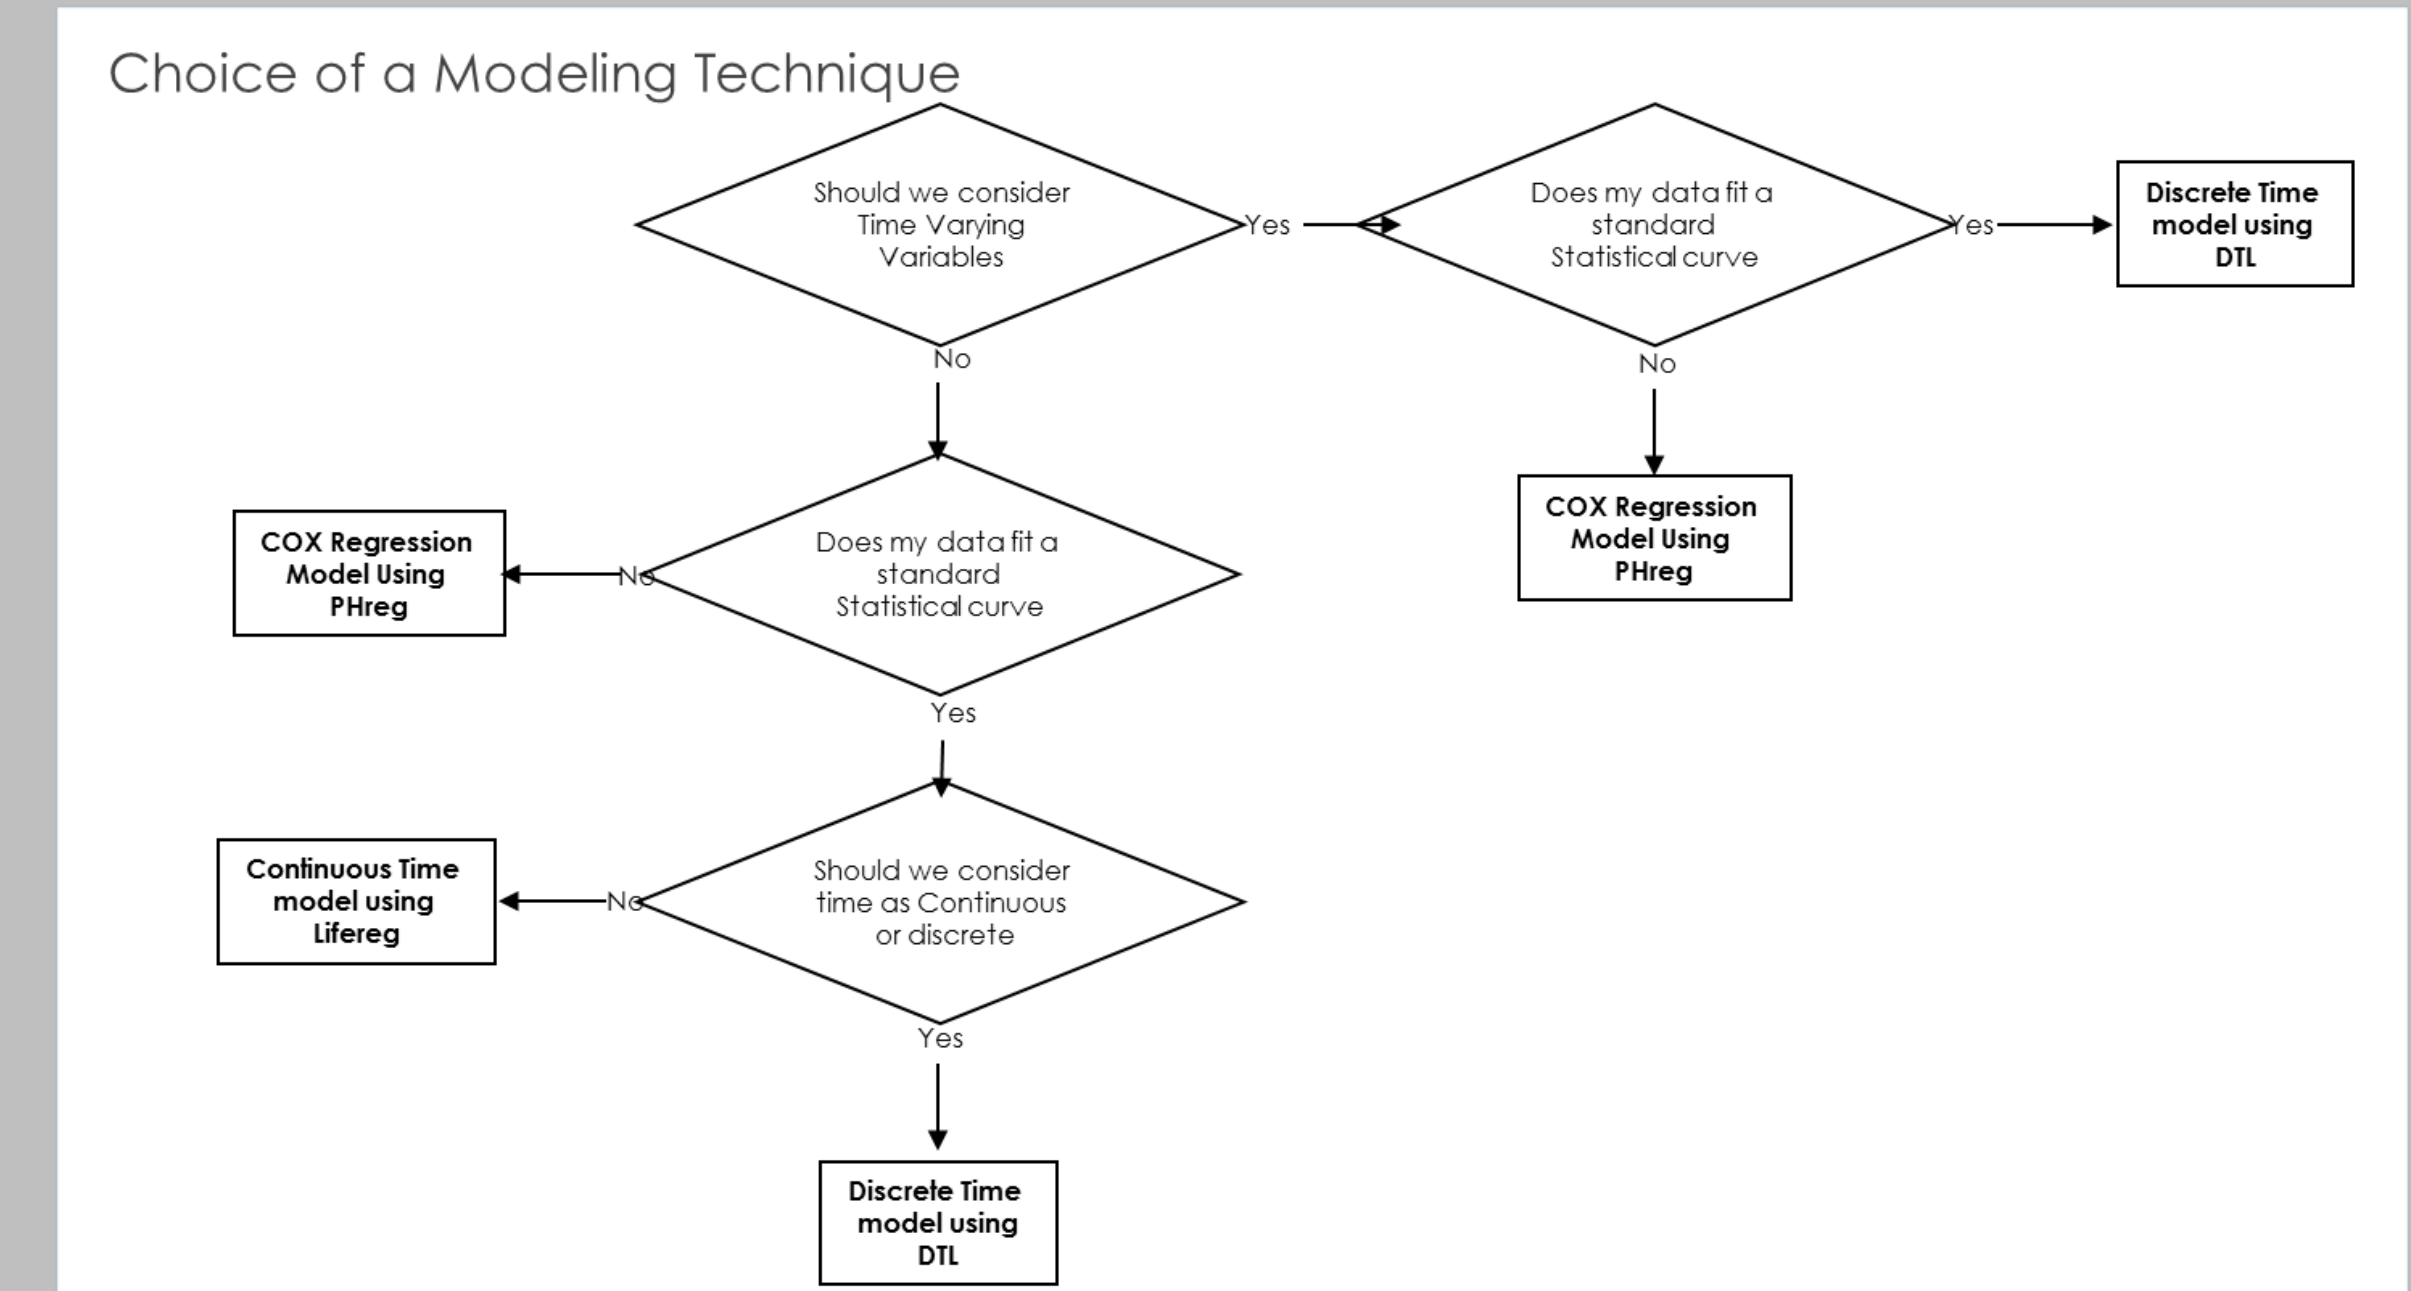 Choice of a Modeling Technique
Should we consider
Time Varying
Variables
Yes
Does my data fit a
standard
Statistical curve
Yes
Discrete Time
model using
DTL
No
No
COX Regression
Model Using
PHreg
COX Regression
Model Using
PHreg
No
Does my data fit a
standard
Statistical curve
Yes
Continuous Time
model using
Lifereg
No
Should we consider
time as Continuous
or discrete
Yes
Discrete Time
model using
DTL